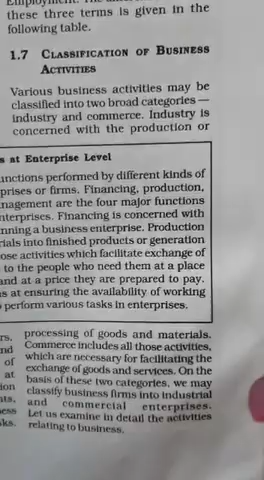 Employment. The
these three terms is given in the
following table.
1.7 CLASSIFICATION OF BUSINESS
ACTIVITIES
Various business activities may be
classified into two broad categories —
industry and commerce. Industry is
concerned with the production or
s at Enterprise Level
unctions performed by different kinds of
prises or firms. Financing, production,
nagement are the four major functions
nterprises. Financing is concerned with
nning a business enterprise. Production
rials into finished products or generation
ose activities which facilitate exchange of
to the people who need them at a place
and at a price they are prepared to pay.
s at ensuring the availability of working
perform various tasks in enterprises.
rs.
nd
of
at
ion
nts,
ness
ks.
processing of goods and materials.
Commerce includes all those activities,
which are necessary for facilitating the
exchange of goods and services. On the
basis of these two categories, we may
classify business firms into industrial
and commercial enterprises.
Let us examine in detail the activities
relating to business.